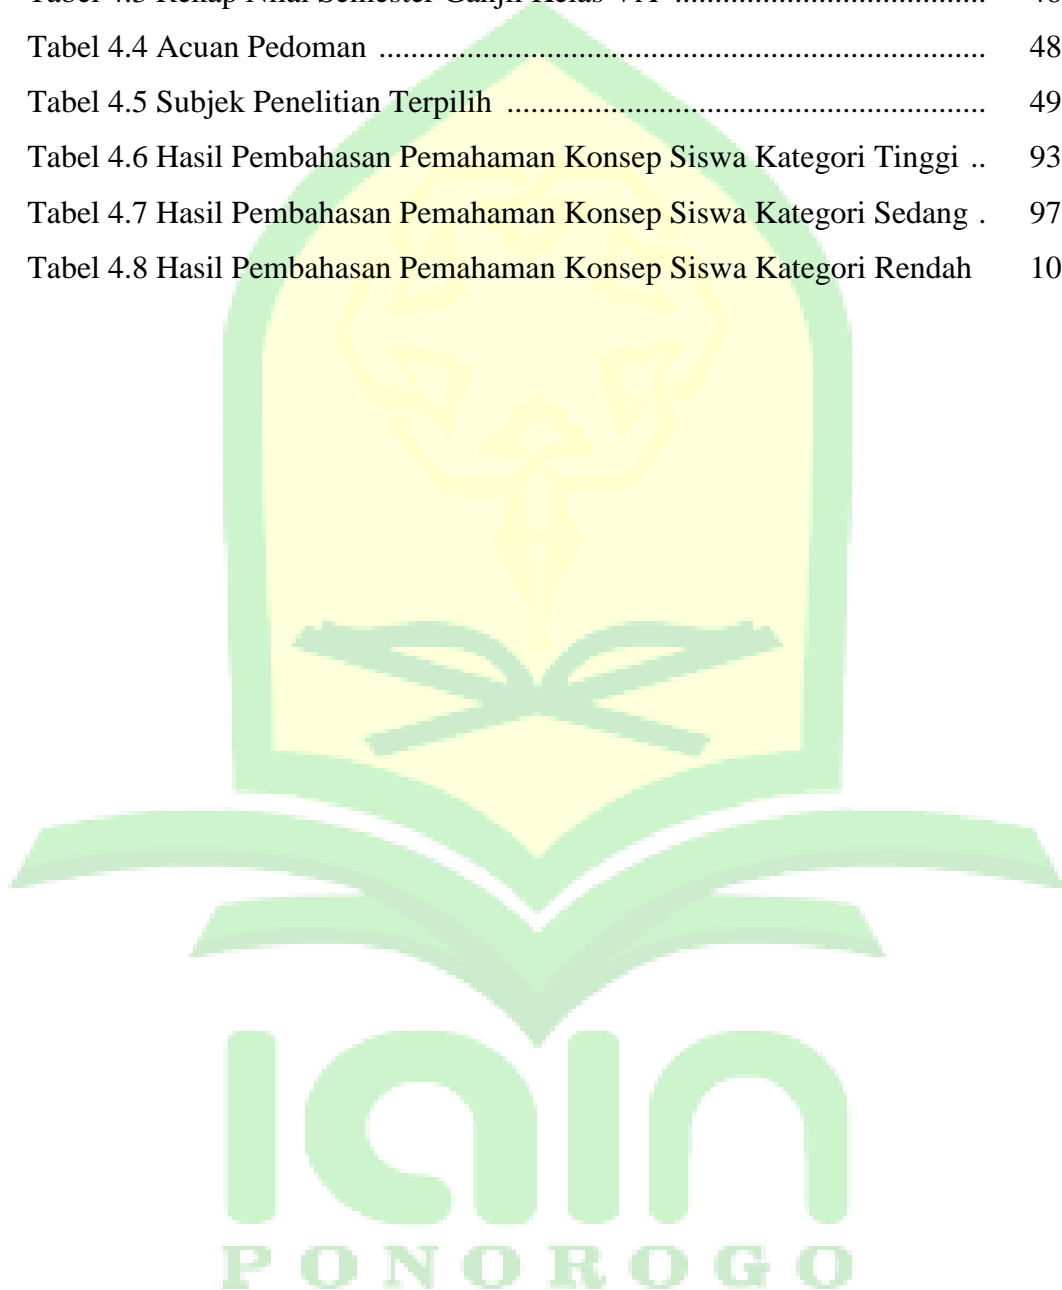 Tabel 4.4 Acuan Pedoman ........................................................................... 48
Tabel 4.5 Subjek Penelitian Terpilih ........................................................... 49
Tabel 4.6 Hasil Pembahasan Pemahaman Konsep Siswa Kategori Tinggi .. 93
Tabel 4.7 Hasil Pembahasan Pemahaman Konsep Siswa Kategori Sedang . 97
Tabel 4.8 Hasil Pembahasan Pemahaman Konsep Siswa Kategori Rendah 10
iain
PONOROGO